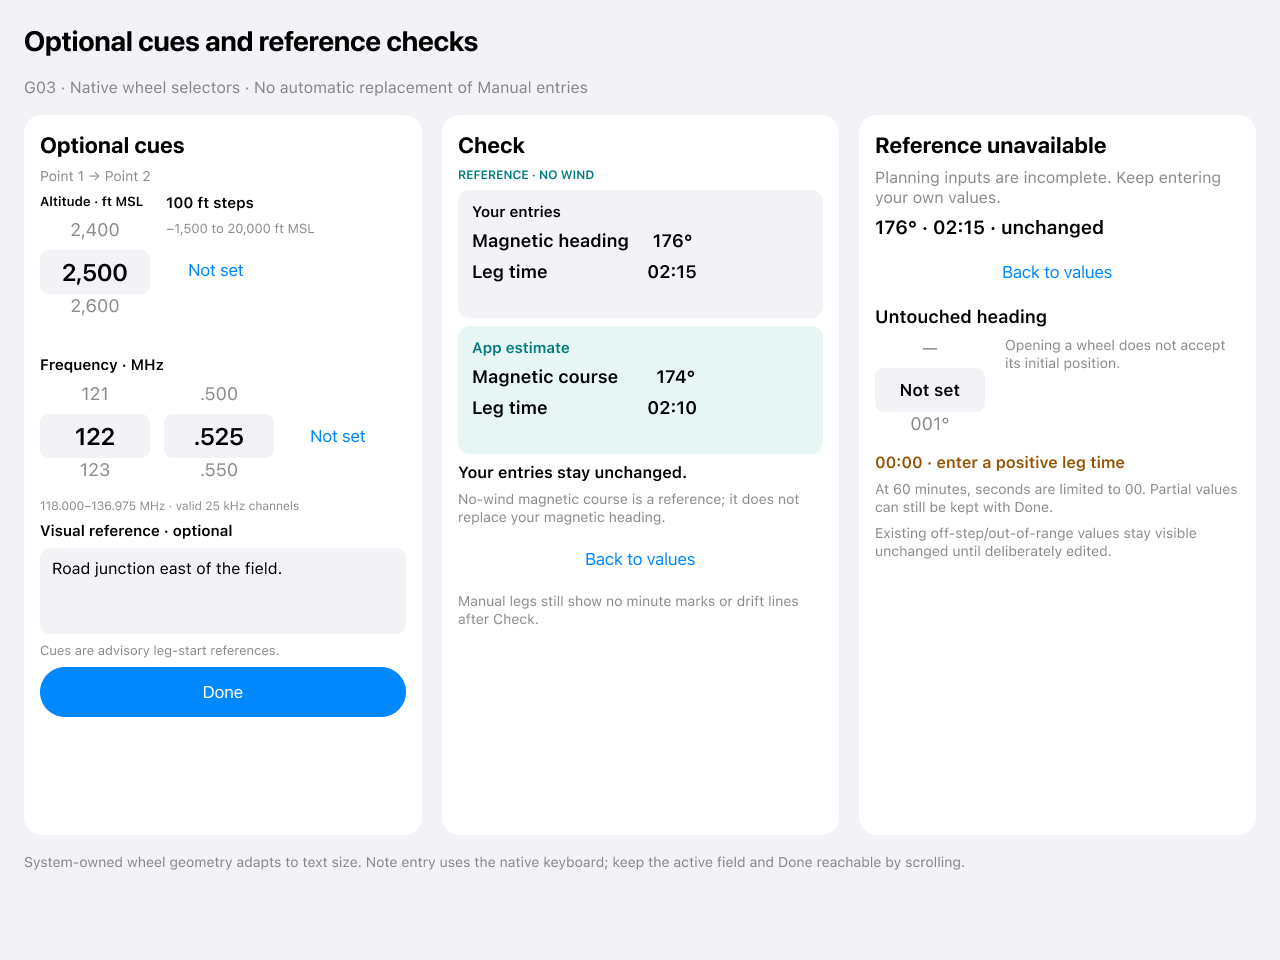 Optional cues and reference checks
G03 · Native wheel selectors · No automatic replacement of Manual entries
Optional cues
Point 1 → Point 2
Altitude · ft MSL
100 ft steps
2,400
−1,500 to 20,000 ft MSL
2,500
Not set
2,600
Frequency · MHz
121 .500
122 .525 Not set
123 .550
118.000–136.975 MHz · valid 25 kHz channels
Visual reference · optional
Road junction east of the field.
Cues are advisory leg-start references.
Done
Check
REFERENCE · NO WIND
Your entries
Magnetic heading 176°
Leg time 02:15
App estimate
Magnetic course 174°
Leg time 02:10
Your entries stay unchanged.
No-wind magnetic course is a reference; it does not
replace your magnetic heading.
Back to values
Manual legs still show no minute marks or drift lines
after Check.
Reference unavailable
Planning inputs are incomplete. Keep entering
your own values.
176° · 02:15 · unchanged
Back to values
Untouched heading
—
Opening a wheel does not accept
its initial position.
Not set
001°
00:00 · enter a positive leg time
At 60 minutes, seconds are limited to 00. Partial values
can still be kept with Done.
Existing off-step/out-of-range values stay visible
unchanged until deliberately edited.
System-owned wheel geometry adapts to text size. Note entry uses the native keyboard; keep the active field and Done reachable by scrolling.